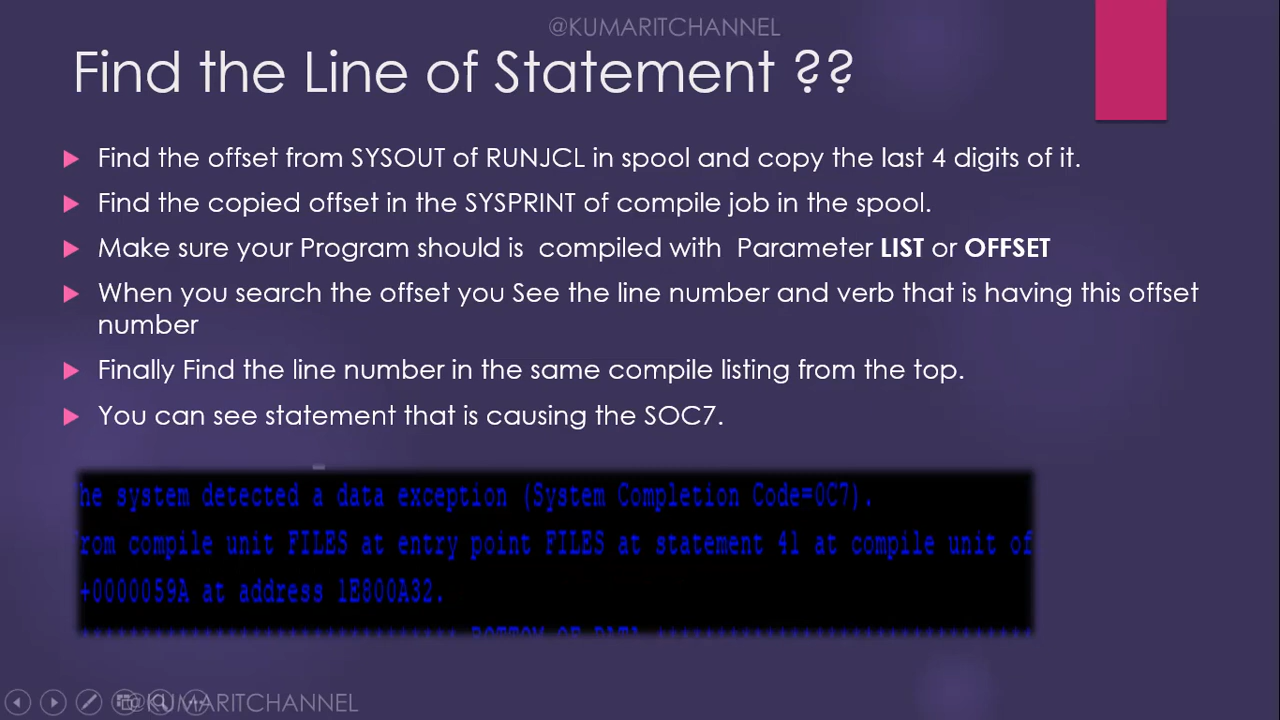 @KUMARITCHANNEL
Find the Line of Statement ??
Find the offset from SYSOUT of RUNJCL in spool and copy the last 4 digits of it.
Find the copied offset in the SYSPRINT of compile job in the spool.
Make sure your Program should is compiled with Parameter LIST or OFFSET
When you search the offset you See the line number and verb that is having this offset
number
Finally Find the line number in the same compile listing from the top.
You can see statement that is causing the SOC7.
he system detected a data exception (System Completion Code=0C7).
rom compile unit FILES at entry point FILES at statement 41 at compile unit of
+0000059A at address 1E800A32.
****************************** BOTTOM OF DATA ********************************
@KUMARITCHANNEL